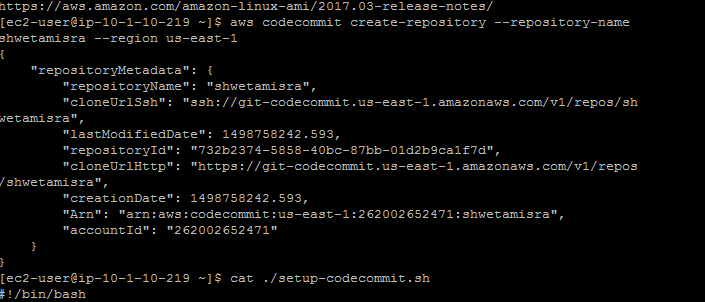 https://aws.amazon.com/amazon-linux-ami/2017.03-release-notes/
[ec2-user@ip-10-1-10-219 ~]$ aws codecommit create-repository --repository-name
shwetamisra --region us-east-1
{
    "repositoryMetadata": {
        "repositoryName": "shwetamisra",
        "cloneUrlSsh": "ssh://git-codecommit.us-east-1.amazonaws.com/v1/repos/sh
wetamisra",
        "lastModifiedDate": 1498758242.593,
        "repositoryId": "732b2374-5858-40bc-87bb-01d2b9ca1f7d",
        "cloneUrlHttp": "https://git-codecommit.us-east-1.amazonaws.com/v1/repos
/shwetamisra",
        "creationDate": 1498758242.593,
        "Arn": "arn:aws:codecommit:us-east-1:262002652471:shwetamisra",
        "accountId": "262002652471"
    }
}
[ec2-user@ip-10-1-10-219 ~]$ cat ./setup-codecommit.sh
#!/bin/bash